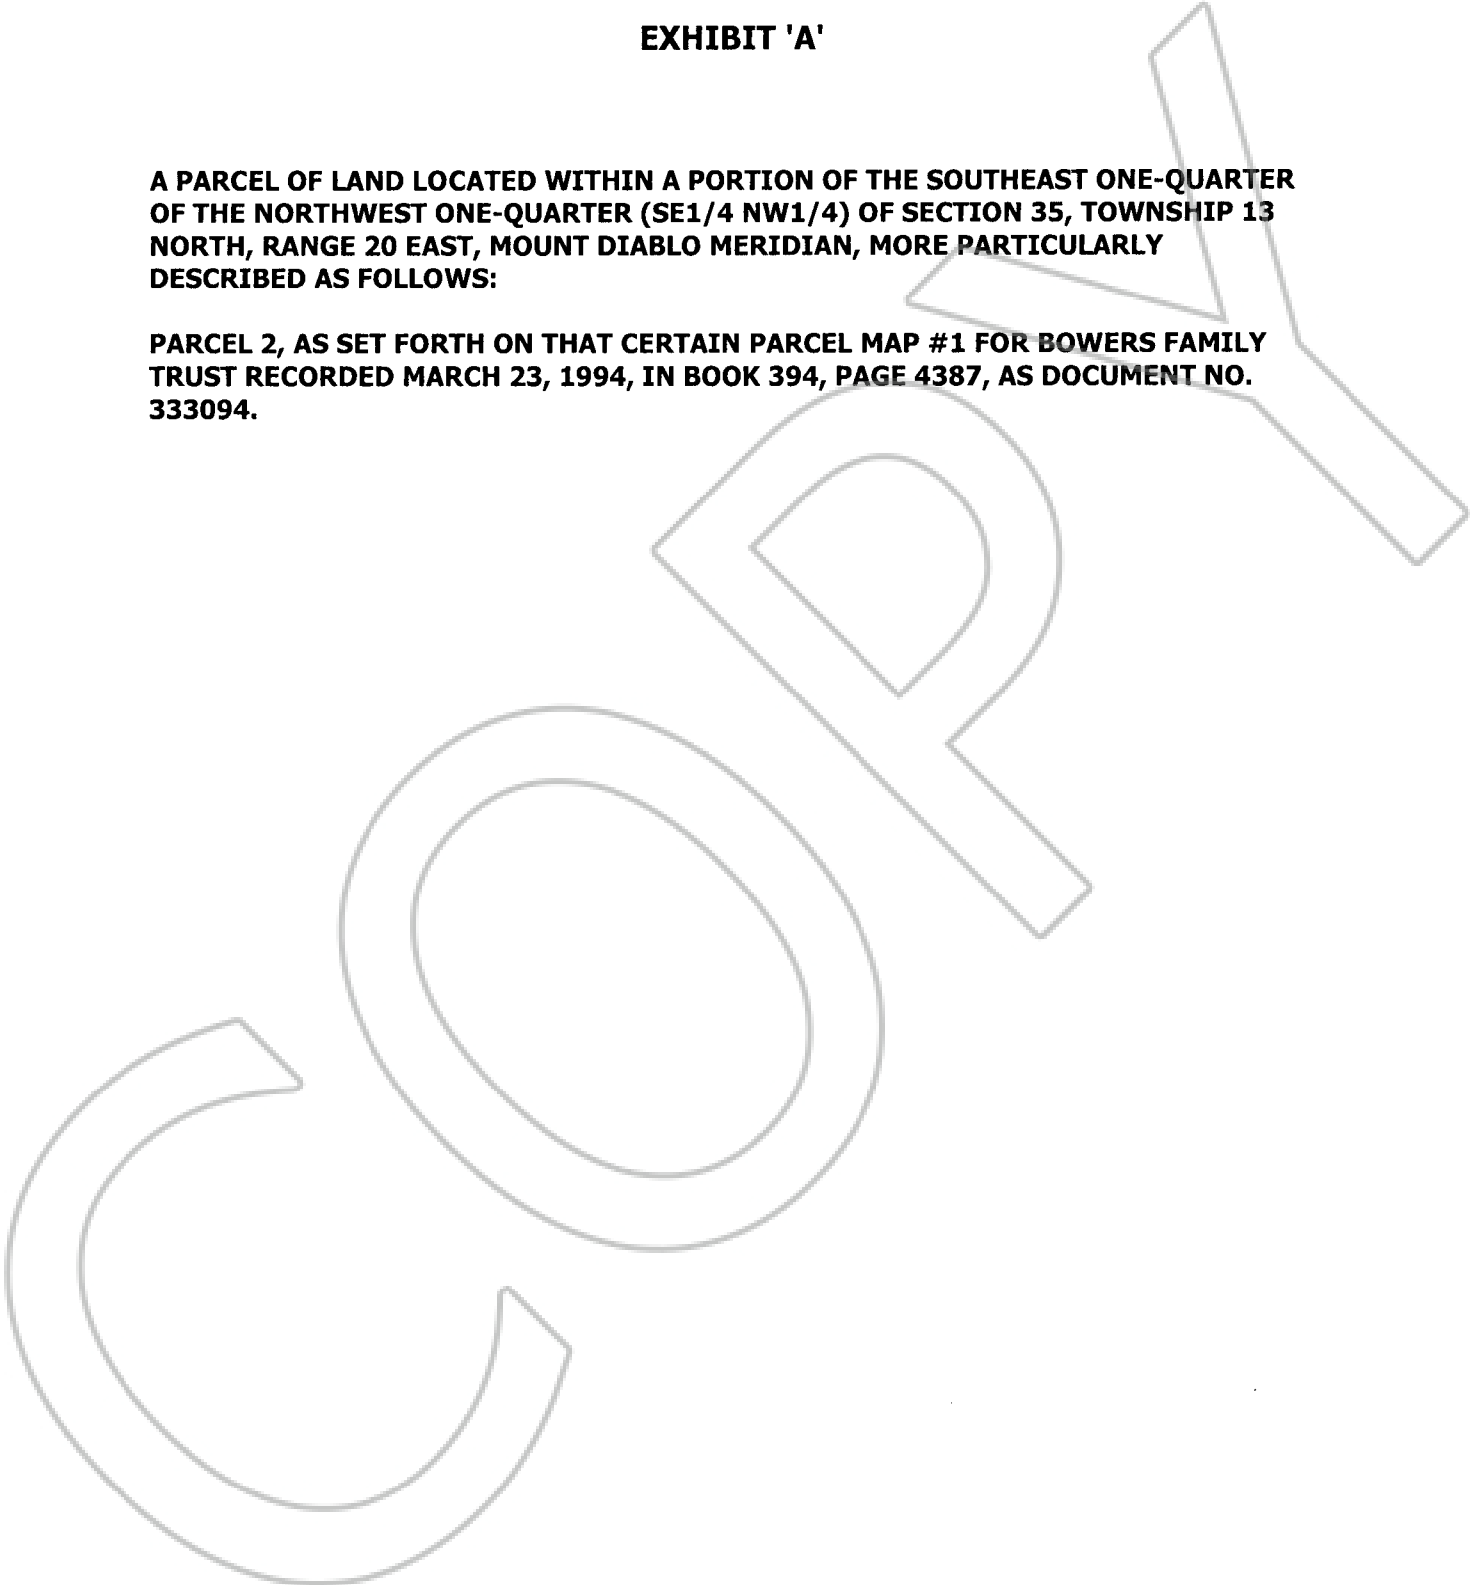 EXHIBIT 'A'
A PARCEL OF LAND LOCATED WITHIN A PORTION OF THE SOUTHEAST ONE-QUARTER
OF THE NORTHWEST ONE-QUARTER (SE1/4 NW1/4) OF SECTION 35, TOWNSHIP 13
NORTH, RANGE 20 EAST, MOUNT DIABLO MERIDIAN, MORE PARTICULARLY
DESCRIBED AS FOLLOWS:
PARCEL 2, AS SET FORTH ON THAT CERTAIN PARCEL MAP #1 FOR BOWERS FAMILY
TRUST RECORDED MARCH 23, 1994, IN BOOK 394, PAGE 4387, AS DOCUMENT NO.
333094.
COPY